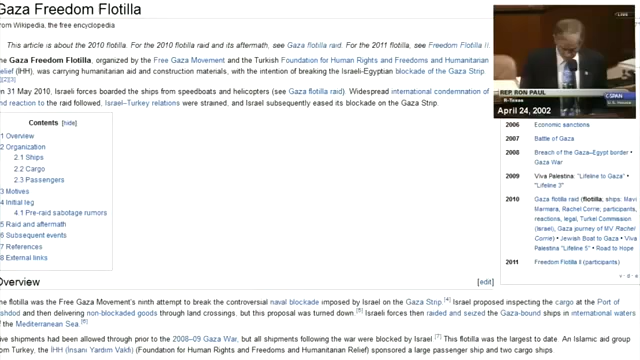 Gaza Freedom Flotilla
from Wikipedia, the free encyclopedia
This article is about the 2010 flotilla. For the 2010 flotilla raid and its aftermath, see Gaza flotilla raid. For the 2011 flotilla, see Freedom Flotilla II.
The Gaza Freedom Flotilla, organized by the Free Gaza Movement and the Turkish Foundation for Human Rights and Freedoms and Humanitarian
Relief (IHH), was carrying humanitarian aid and construction materials, with the intention of breaking the Israeli-Egyptian blockade of the Gaza Strip.
[1][2][3]
On 31 May 2010, Israeli forces boarded the ships from speedboats and helicopters (see Gaza flotilla raid). Widespread international condemnation of
and reaction to the raid followed, Israel–Turkey relations were strained, and Israel subsequently eased its blockade on the Gaza Strip.
Contents [hide]
1 Overview
2 Organization
2.1 Ships
2.2 Cargo
2.3 Passengers
3 Motives
4 Initial leg
4.1 Pre-raid sabotage rumors
5 Raid and aftermath
6 Subsequent events
7 References
8 External links
LIVE
REP. RON PAUL
R-Texas
C-SPAN
U.S. House
April 24, 2002
2006 Economic sanctions
2007 Battle of Gaza
2008 Breach of the Gaza–Egypt border •
Gaza War
2009 Viva Palestina: "Lifeline to Gaza" •
"Lifeline 3"
2010 Gaza flotilla raid (flotilla; ships: Mavi
Marmara, Rachel Corrie; participants,
reactions, legal, Turkel Commission
(Israel), Gaza journey of MV Rachel
Corrie) • Jewish Boat to Gaza • Viva
Palestina "Lifeline 5" • Road to Hope
2011 Freedom Flotilla II (participants)
v · d · e
Overview [edit]
The flotilla was the Free Gaza Movement's ninth attempt to break the controversial naval blockade imposed by Israel on the Gaza Strip.[4] Israel proposed inspecting the cargo at the Port of
Ashdod and then delivering non-blockaded goods through land crossings, but this proposal was turned down.[5] Israeli forces then raided and seized the Gaza-bound ships in international waters
of the Mediterranean Sea.[6]
Five shipments had been allowed through prior to the 2008–09 Gaza War, but all shipments following the war were blocked by Israel.[7] This flotilla was the largest to date. An Islamic aid group
from Turkey, the İHH (İnsani Yardım Vakfı) (Foundation for Human Rights and Freedoms and Humanitarian Relief) sponsored a large passenger ship and two cargo ships.